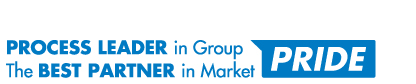 PROCESS LEADER in Group
The BEST PARTNER in Market
PRIDE